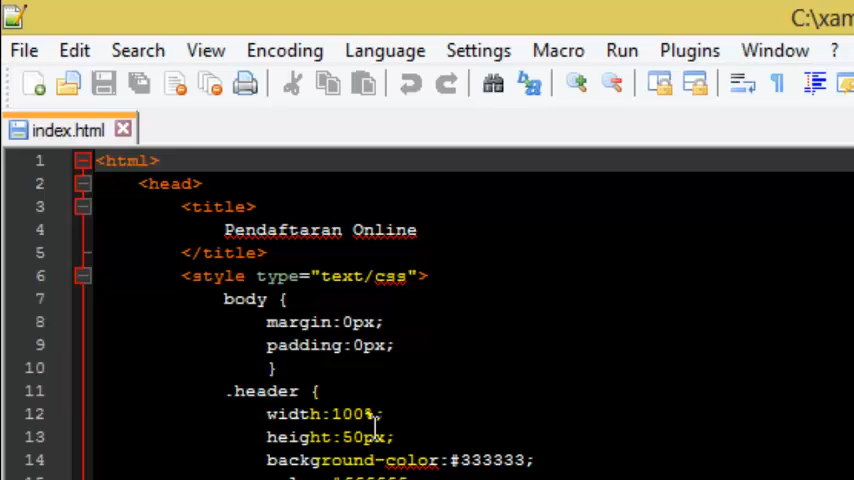 C:\xam
File Edit Search View Encoding Language Settings Macro Run Plugins Window ?
index.html
1 <html>
2 <head>
3 <title>
4 Pendaftaran Online
5 </title>
6 <style type="text/css">
7 body {
8 margin:0px;
9 padding:0px;
10 }
11 .header {
12 width:100%;
13 height:50px;
14 background-color:#333333;